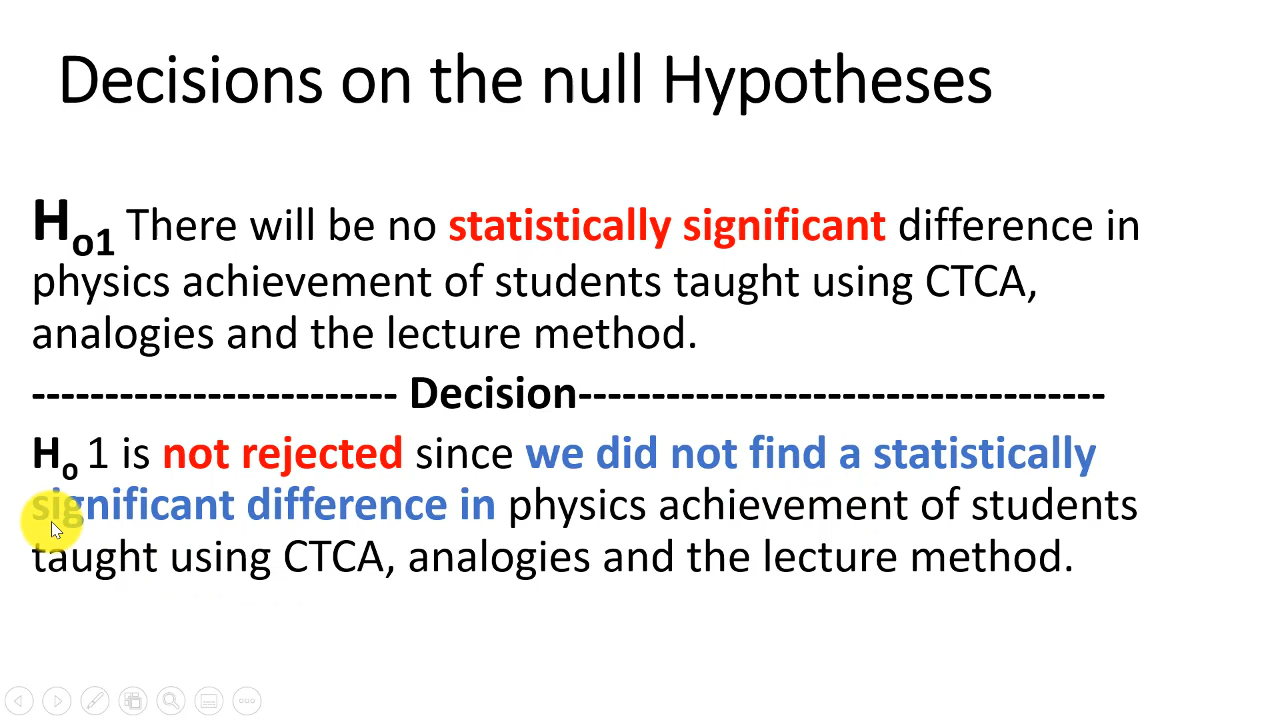 Decisions on the null Hypotheses
Ho1 There will be no statistically significant difference in
physics achievement of students taught using CTCA,
analogies and the lecture method.
------------------------- Decision------------------------------------
Ho 1 is not rejected since we did not find a statistically
significant difference in physics achievement of students
taught using CTCA, analogies and the lecture method.